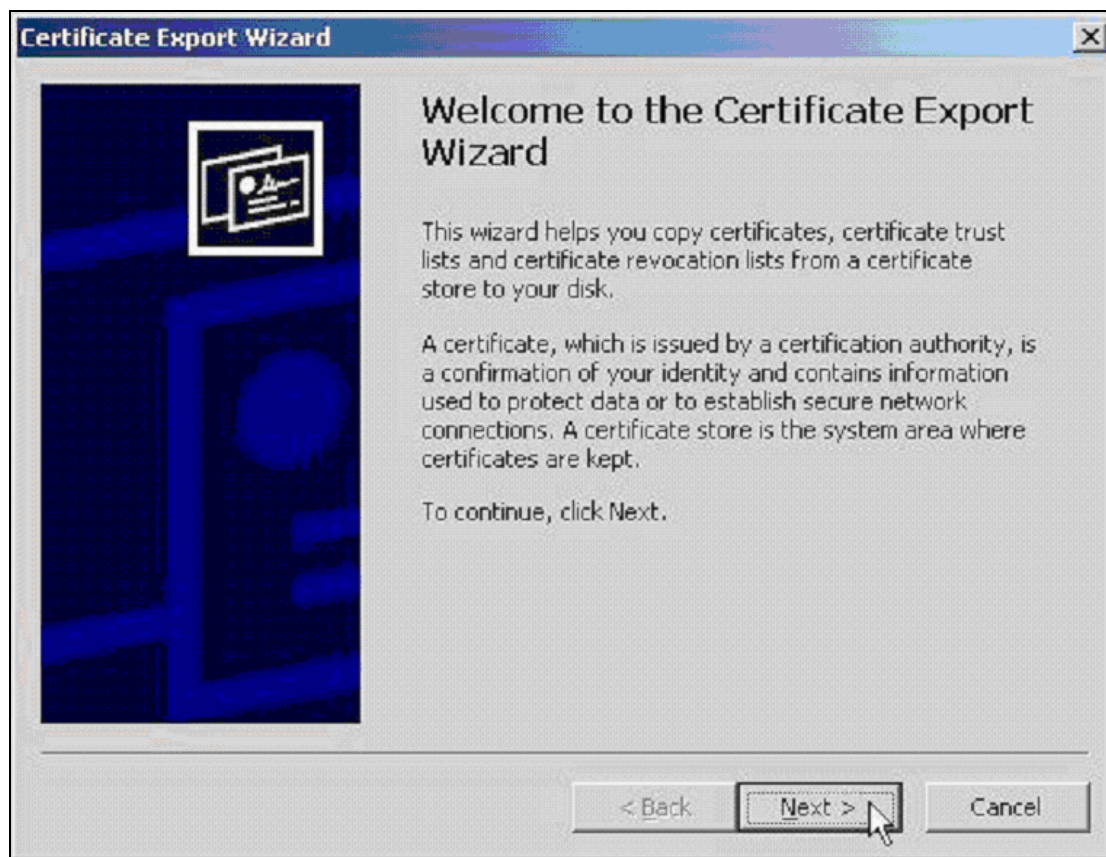 Certificate Export Wizard
Welcome to the Certificate Export
Wizard
This wizard helps you copy certificates, certificate trust
lists and certificate revocation lists from a certificate
store to your disk.
A certificate, which is issued by a certification authority, is
a confirmation of your identity and contains information
used to protect data or to establish secure network
connections. A certificate store is the system area where
certificates are kept.
To continue, click Next.
< Back Next > Cancel